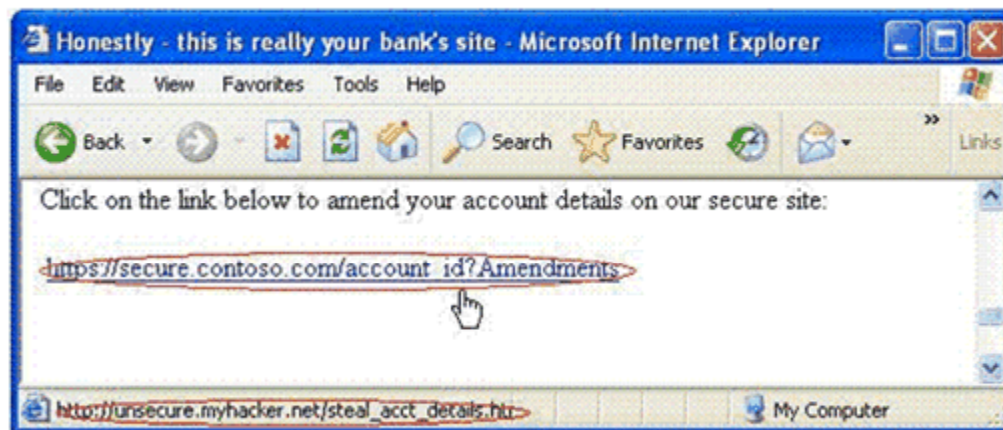 Honestly - this is really your bank's site - Microsoft Internet Explorer
File Edit View Favorites Tools Help
Back Search Favorites » Links
Click on the link below to amend your account details on our secure site:
https://secure.contoso.com/account_id?Amendments
http://unsecure.myhacker.net/steal_acct_details.htm My Computer